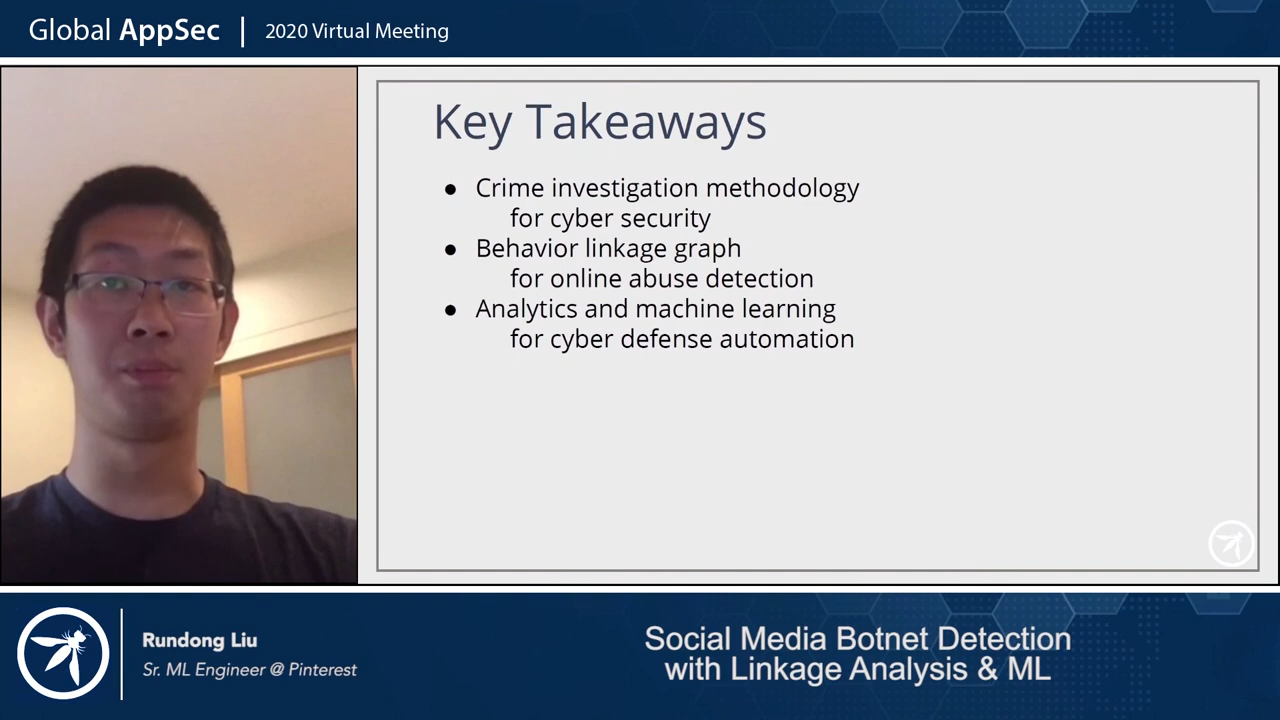 Global AppSec | 2020 Virtual Meeting
Key Takeaways
● Crime investigation methodology
for cyber security
● Behavior linkage graph
for online abuse detection
● Analytics and machine learning
for cyber defense automation
Rundong Liu
Sr. ML Engineer @ Pinterest
Social Media Botnet Detection
with Linkage Analysis & ML